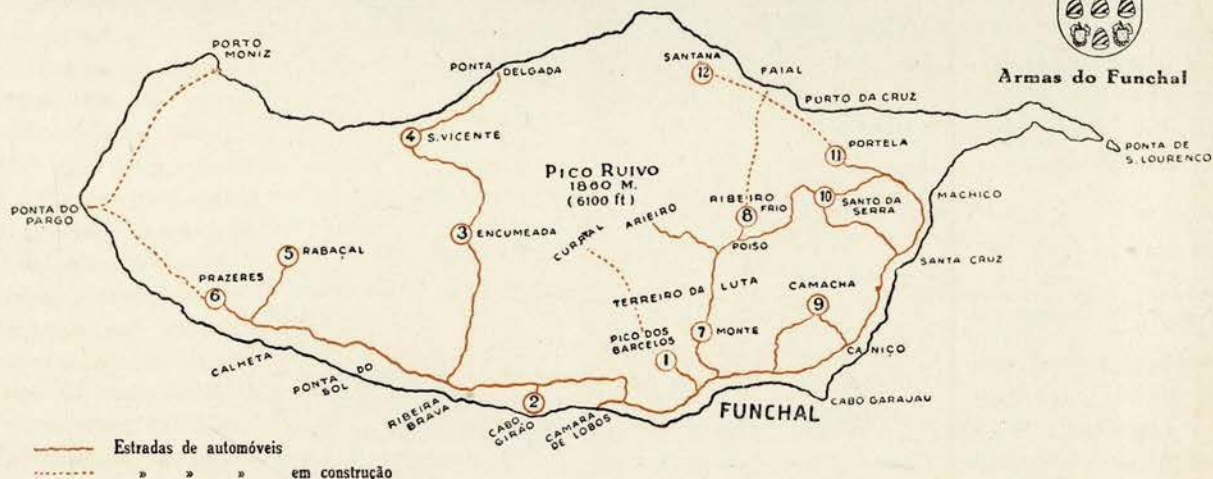 Armas do Funchal
PORTO
MONIZ
PONTA
DELGADA
SANTANA
12
FAIAL
PORTO DA CRUZ
4
S. VICENTE
11
PORTELA
PONTA DE
S. LOURENÇO
PICO RUIVO
1860 M.
(6100 ft)
RIBEIRO
FRIO
8
10
SANTO DA
SERRA
MACHICO
PONTA DO
PARGO
3
ENCUMEADA
CURRAL
ARIEIRO
POISO
5
RABAÇAL
SANTA CRUZ
PRAZERES
6
TERREIRO DA LUTA
CAMACHA
9
PICO DOS
BARCELOS
1
7
MONTE
CANIÇO
CALHETA
PONTA DO
SOL
RIBEIRA
BRAVA
2
CABO
GIRÃO
CAMARA
DE LOBOS
FUNCHAL
CABO GARAJAU
Estradas de automóveis
» » » em construção